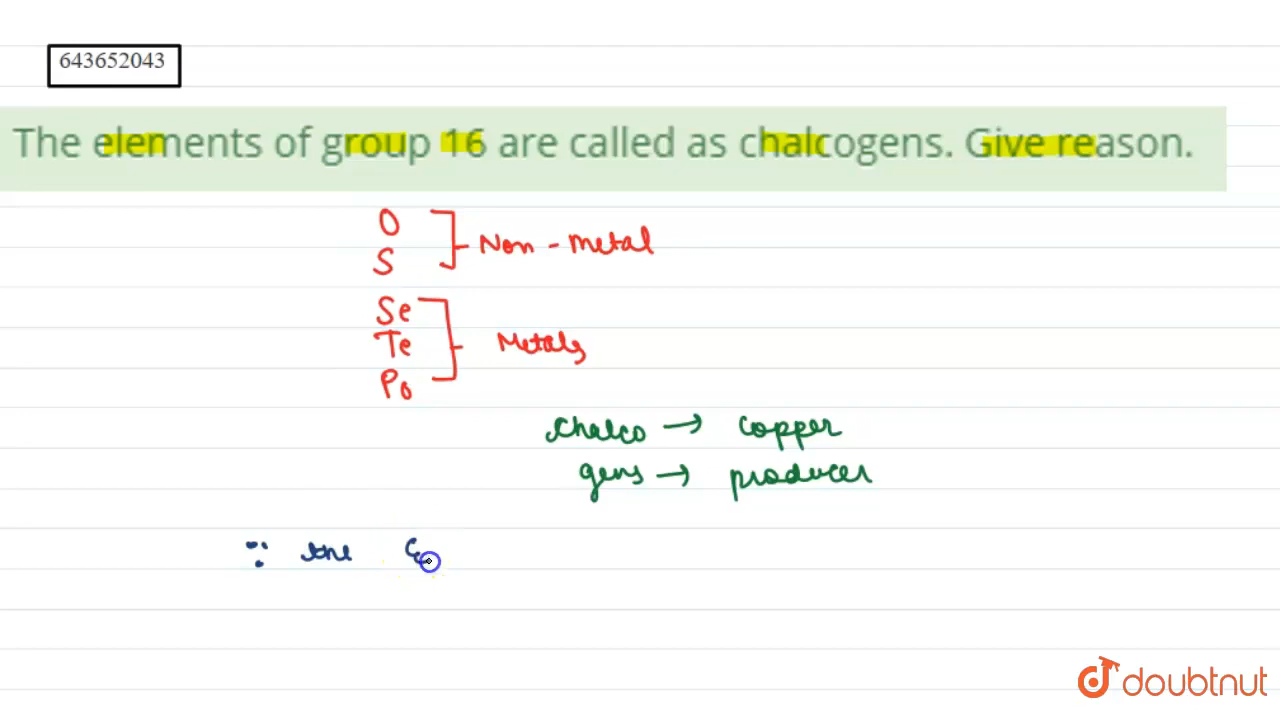 643652043
The elements of group 16 are called as chalcogens. Give reason.
O
S
Non-metal
Se
Te
Po
Metals
chalco → copper
gens → producer
∵ the
doubtnut